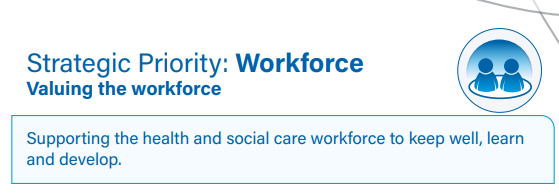 Strategic Priority: Workforce
Valuing the workforce
Supporting the health and social care workforce to keep well, learn
and develop.